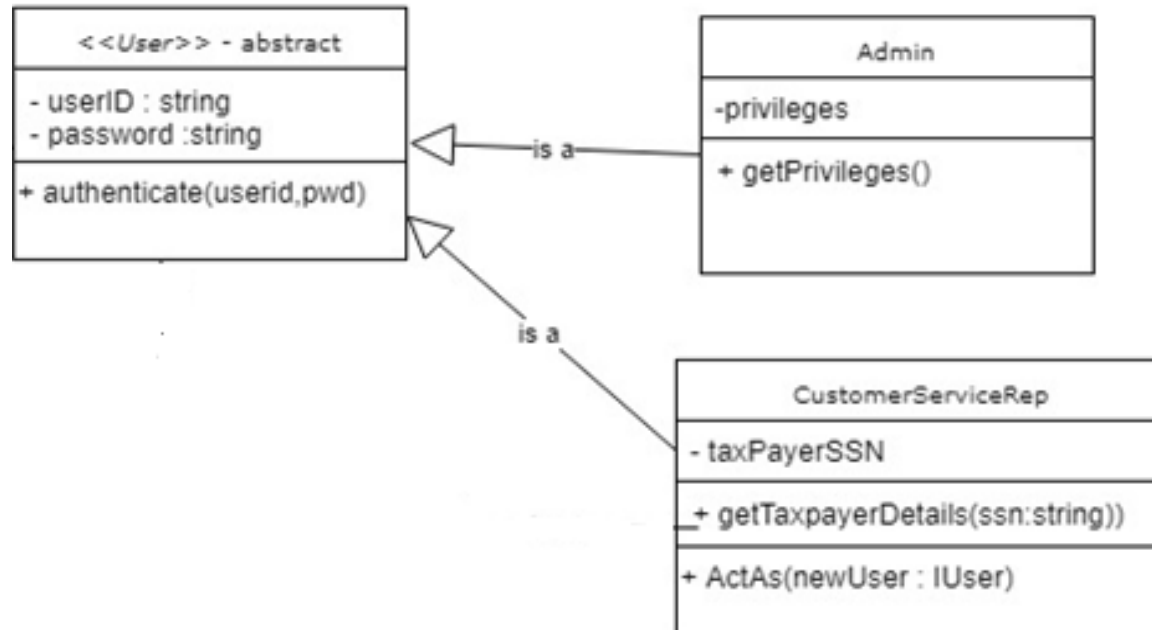 <<User>> - abstract
- userID : string
- password :string
+ authenticate(userid,pwd)
Admin
-privileges
+ getPrivileges()
is a
is a
CustomerServiceRep
- taxPayerSSN
+ getTaxpayerDetails(ssn:string))
+ ActAs(newUser : IUser)